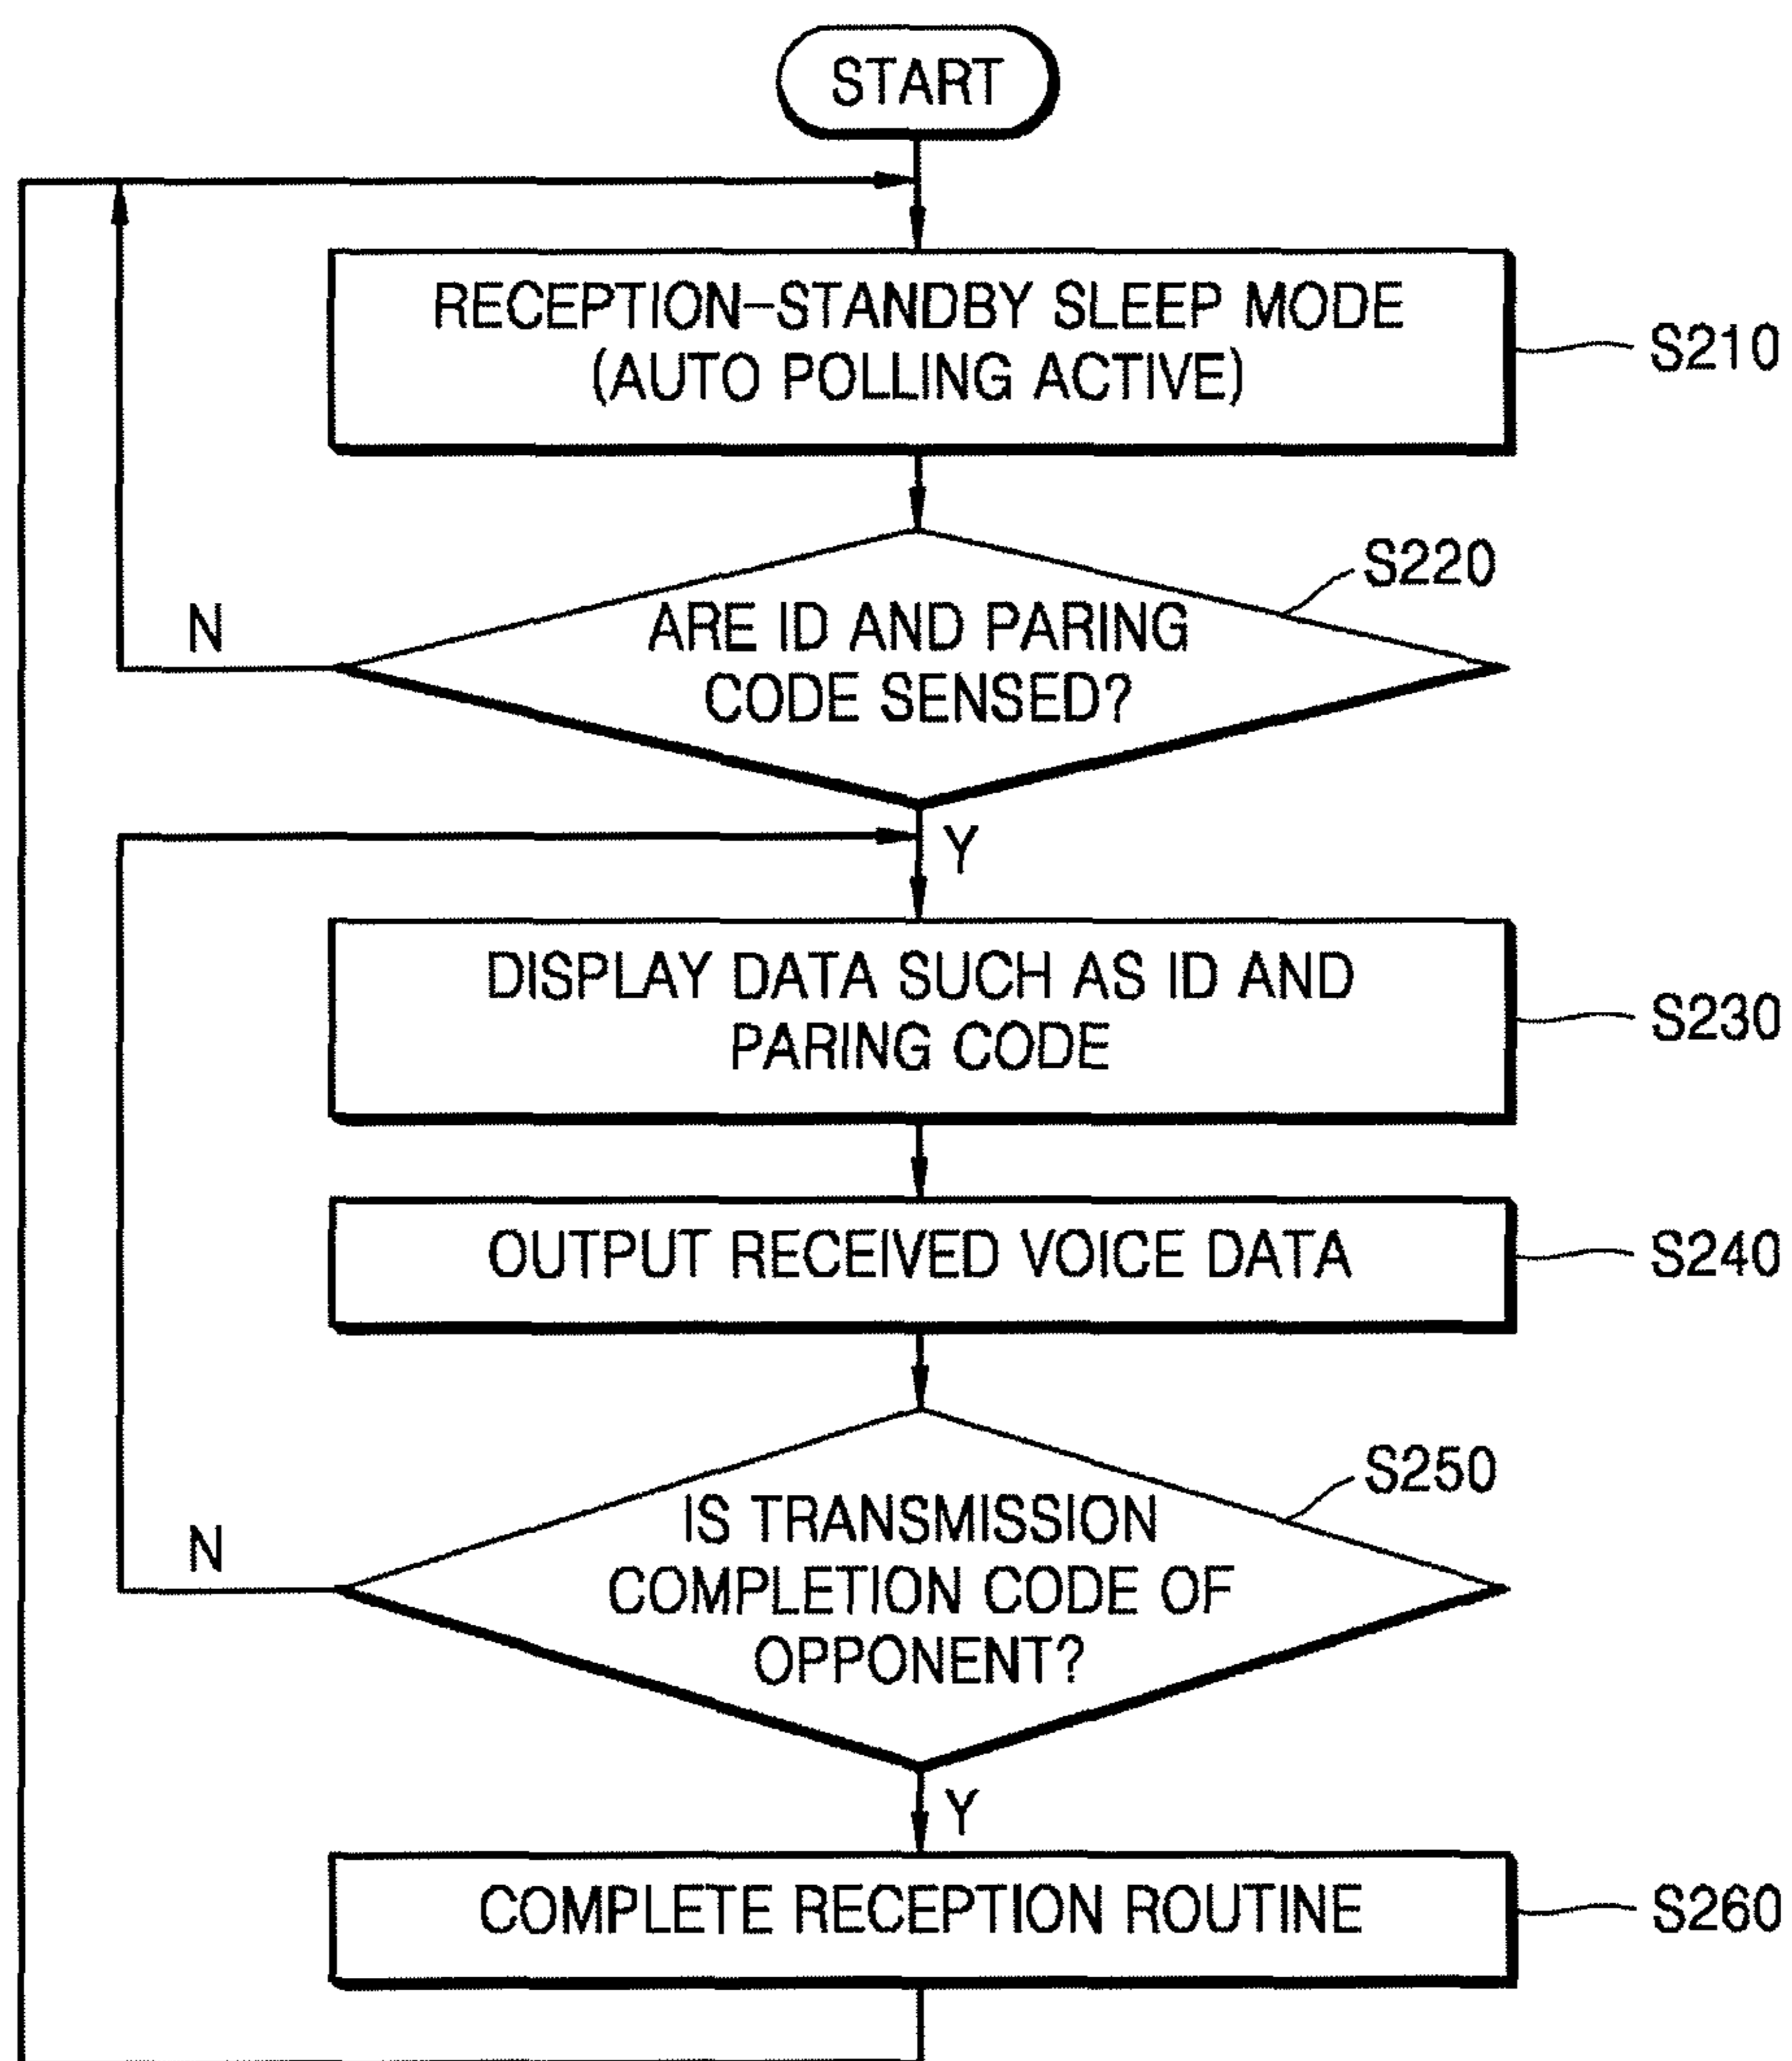 START
RECEPTION-STANDBY SLEEP MODE
(AUTO POLLING ACTIVE)
S210
S220
N
ARE ID AND PARING
CODE SENSED?
Y
DISPLAY DATA SUCH AS ID AND
PARING CODE
S230
OUTPUT RECEIVED VOICE DATA
S240
S250
N
IS TRANSMISSION
COMPLETION CODE OF
OPPONENT?
Y
COMPLETE RECEPTION ROUTINE
S260